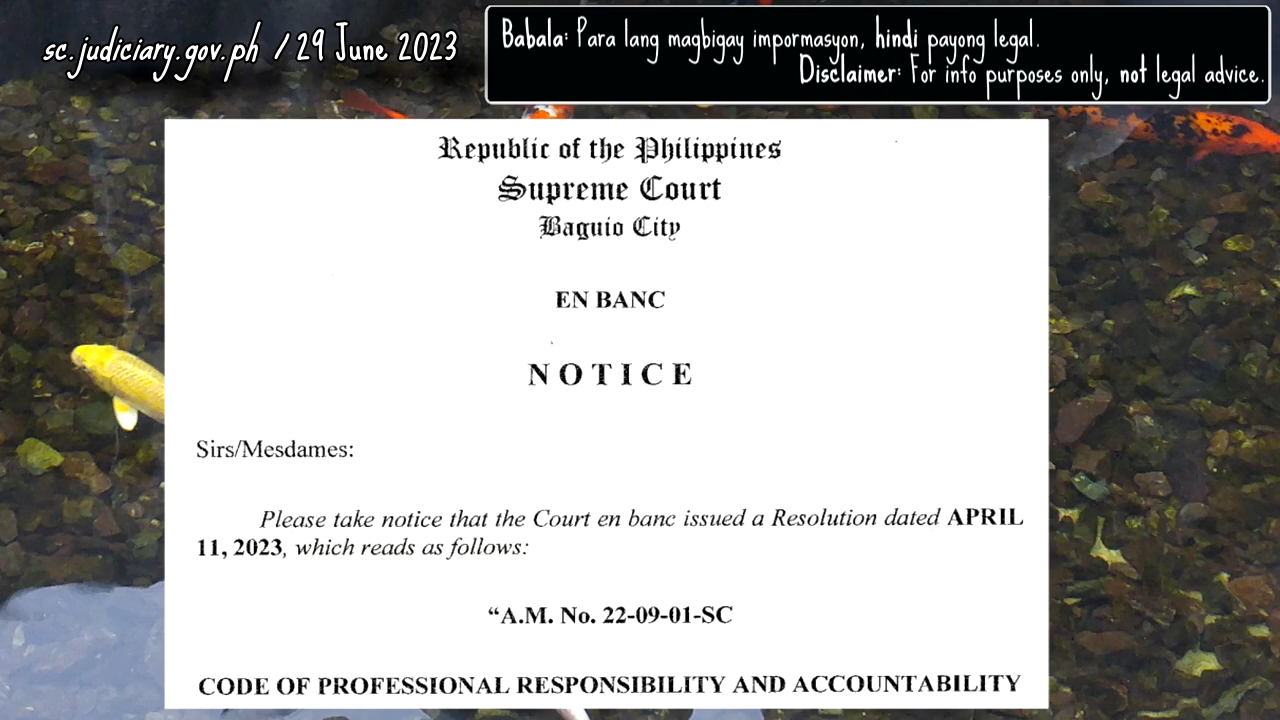 sc.judiciary.gov.ph / 29 June 2023
Babala: Para lang magbigay impormasyon, hindi payong legal.
Disclaimer: For info purposes only, not legal advice.
Republic of the Philippines
Supreme Court
Baguio City
EN BANC
NOTICE
Sirs/Mesdames:
Please take notice that the Court en banc issued a Resolution dated APRIL
11, 2023, which reads as follows:
“A.M. No. 22-09-01-SC
CODE OF PROFESSIONAL RESPONSIBILITY AND ACCOUNTABILITY